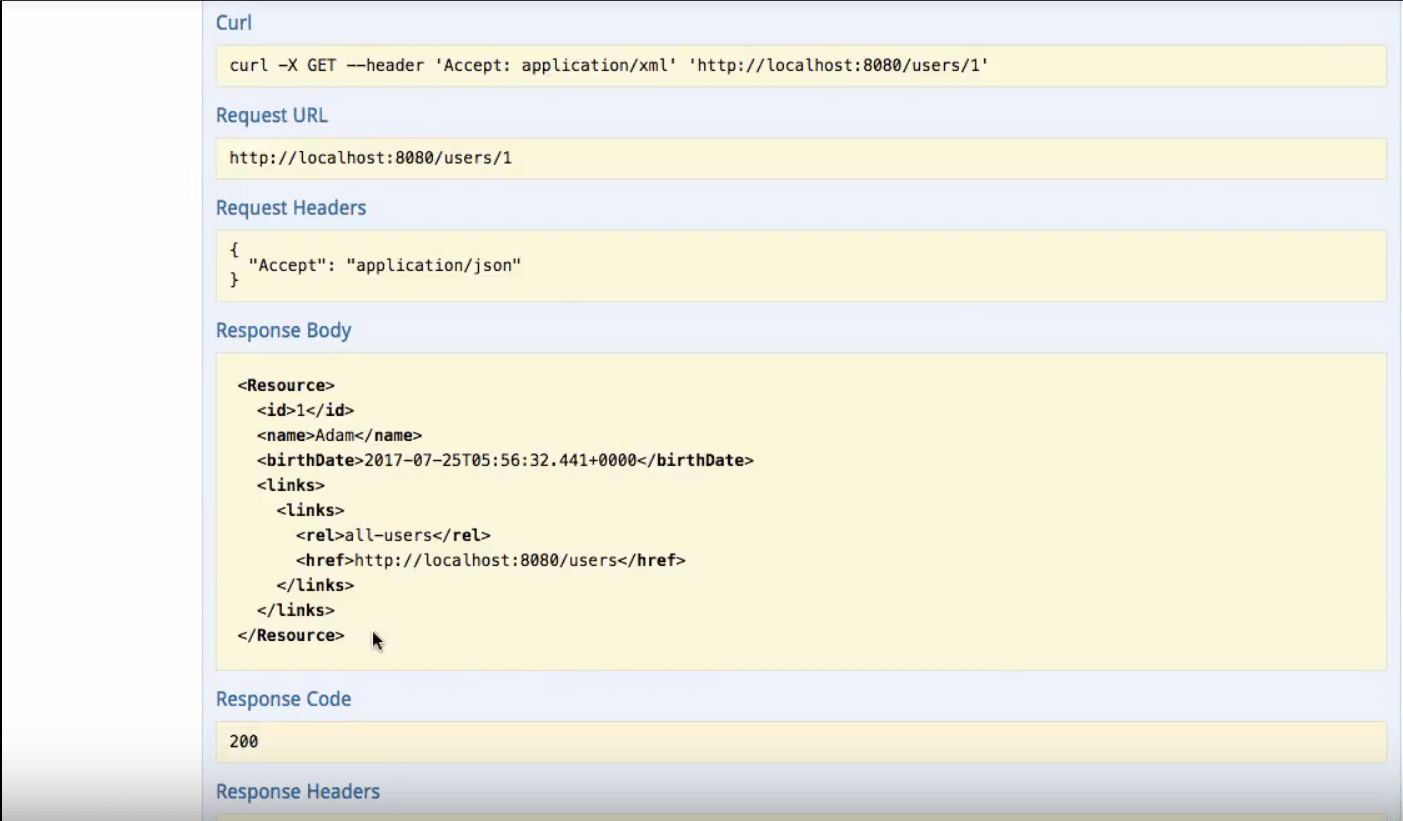 Curl
curl -X GET --header 'Accept: application/xml' 'http://localhost:8080/users/1'
Request URL
http://localhost:8080/users/1
Request Headers
{
  "Accept": "application/json"
}
Response Body
<Resource>
  <id>1</id>
  <name>Adam</name>
  <birthDate>2017-07-25T05:56:32.441+0000</birthDate>
  <links>
    <links>
      <rel>all-users</rel>
      <href>http://localhost:8080/users</href>
    </links>
  </links>
</Resource>
Response Code
200
Response Headers